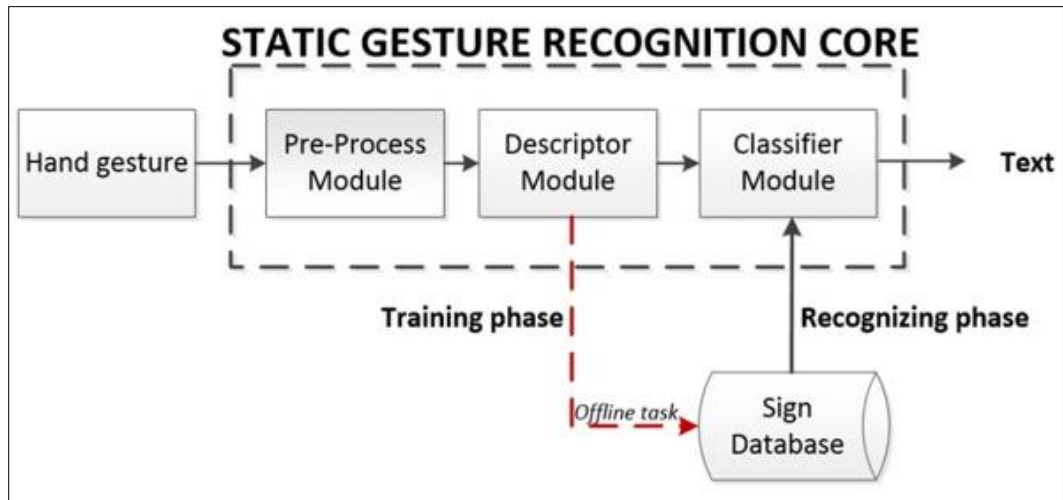 STATIC GESTURE RECOGNITION CORE
Hand gesture
Pre-Process
Module
Descriptor
Module
Classifier
Module
Text
Training phase
Recognizing phase
Offline task
Sign
Database